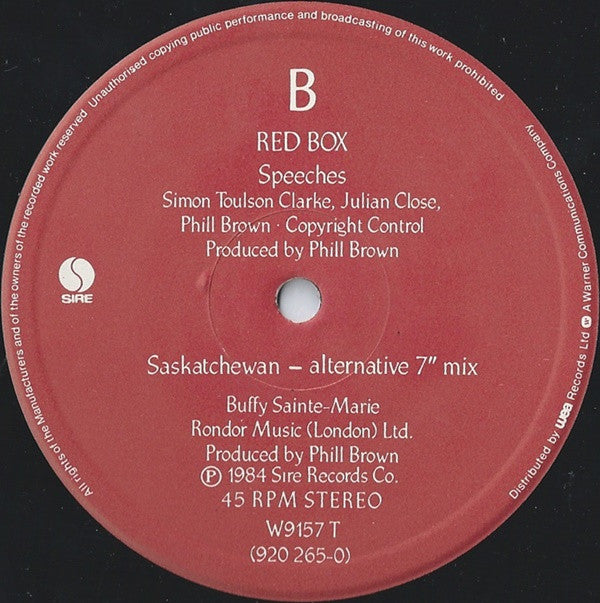 All rights of the Manufacturers and of the owners of the recorded work reserved Unauthorised copying public performance and broadcasting of this work prohibited
B
RED BOX
Speeches
Simon Toulson Clarke, Julian Close,
Phill Brown · Copyright Control
Produced by Phill Brown
SIRE
Saskatchewan – alternative 7" mix
Buffy Sainte-Marie
Rondor Music (London) Ltd.
Produced by Phill Brown
Ⓟ 1984 Sire Records Co.
45 RPM STEREO
W9157 T
(920 265-0)
Distributed by wea Records Ltd w A Warner Communications Company